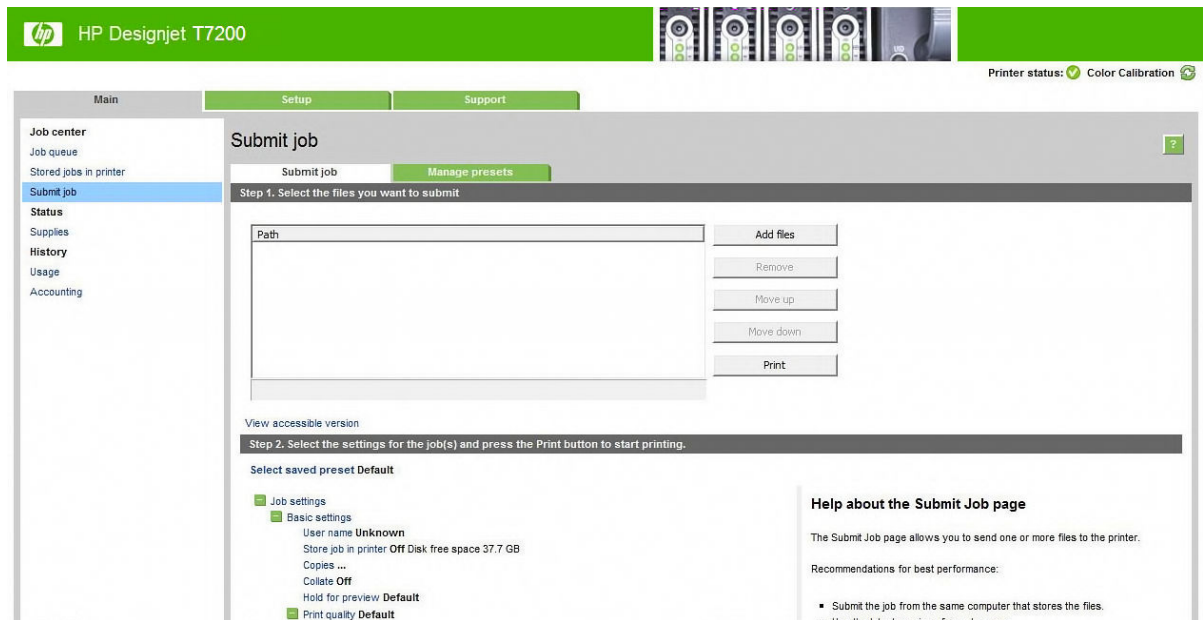 hp HP Designjet T7200
Printer status: Color Calibration
Main Setup Support
Job center
Job queue
Stored jobs in printer
Submit job
Status
Supplies
History
Usage
Accounting
Submit job
?
Submit job Manage presets
Step 1. Select the files you want to submit
Path
Add files
Remove
Move up
Move down
Print
View accessible version
Step 2. Select the settings for the job(s) and press the Print button to start printing.
Select saved preset Default
Job settings
Basic settings
User name Unknown
Store job in printer Off Disk free space 37.7 GB
Copies ...
Collate Off
Hold for preview Default
Print quality Default
Help about the Submit Job page
The Submit Job page allows you to send one or more files to the printer.
Recommendations for best performance:
Submit the job from the same computer that stores the files.